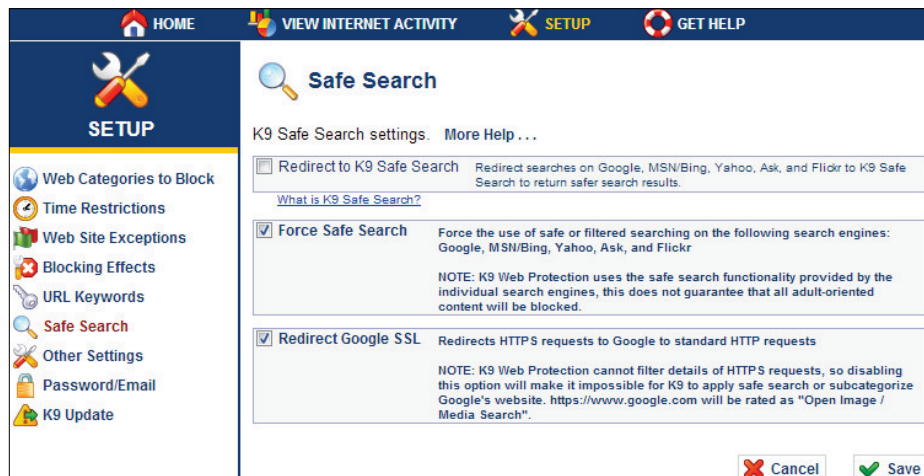 HOME
VIEW INTERNET ACTIVITY
SETUP
GET HELP
SETUP
Web Categories to Block
Time Restrictions
Web Site Exceptions
Blocking Effects
URL Keywords
Safe Search
Other Settings
Password/Email
K9 Update
Safe Search
K9 Safe Search settings. More Help . . .
Redirect to K9 Safe Search
Redirect searches on Google, MSN/Bing, Yahoo, Ask, and Flickr to K9 Safe
Search to return safer search results.
What is K9 Safe Search?
Force Safe Search
Force the use of safe or filtered searching on the following search engines:
Google, MSN/Bing, Yahoo, Ask, and Flickr
NOTE: K9 Web Protection uses the safe search functionality provided by the
individual search engines, this does not guarantee that all adult-oriented
content will be blocked.
Redirect Google SSL
Redirects HTTPS requests to Google to standard HTTP requests
NOTE: K9 Web Protection cannot filter details of HTTPS requests, so disabling
this option will make it impossible for K9 to apply safe search or subcategorize
Google's website. https://www.google.com will be rated as "Open Image /
Media Search".
Cancel
Save